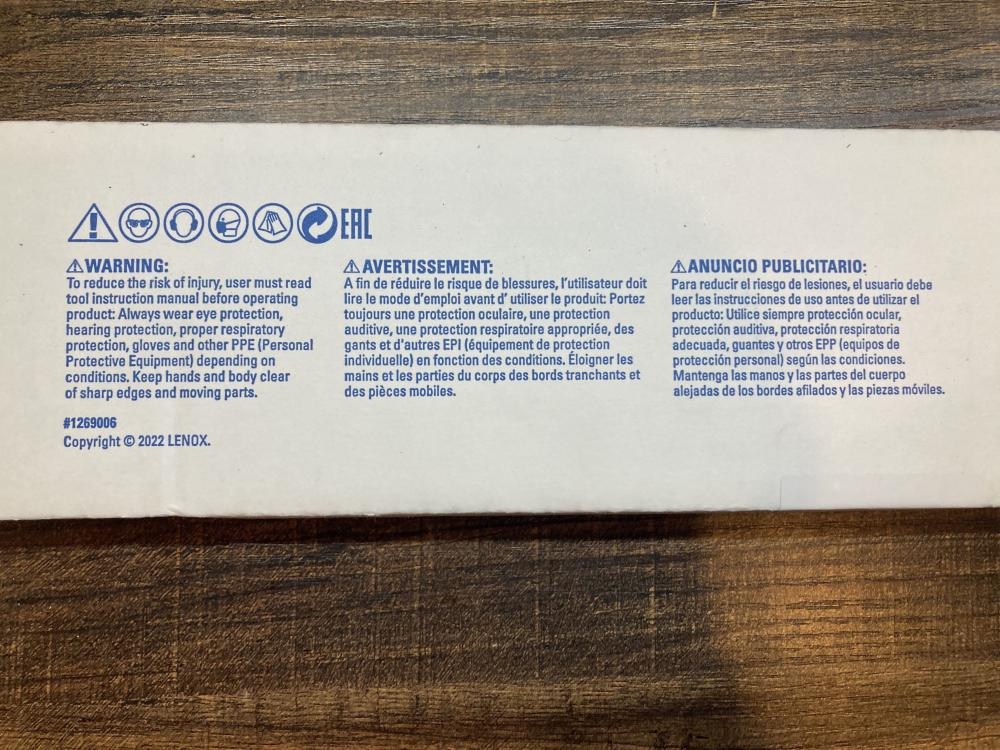 EAC
WARNING:
To reduce the risk of injury, user must read
tool instruction manual before operating
product: Always wear eye protection,
hearing protection, proper respiratory
protection, gloves and other PPE (Personal
Protective Equipment) depending on
conditions. Keep hands and body clear
of sharp edges and moving parts.
#1269006
Copyright © 2022 LENOX.
AVERTISSEMENT:
A fin de réduire le risque de blessures, l'utilisateur doit
lire le mode d'emploi avant d' utiliser le produit: Portez
toujours une protection oculaire, une protection
auditive, une protection respiratoire appropriée, des
gants et d'autres EPI (équipement de protection
individuelle) en fonction des conditions. Éloigner les
mains et les parties du corps des bords tranchants et
des pièces mobiles.
ANUNCIO PUBLICITARIO:
Para reducir el riesgo de lesiones, el usuario debe
leer las instrucciones de uso antes de utilizar el
producto: Utilice siempre protección ocular,
protección auditiva, protección respiratoria
adecuada, guantes y otros EPP (equipos de
protección personal) según las condiciones.
Mantenga las manos y las partes del cuerpo
alejadas de los bordes afilados y las piezas móviles.